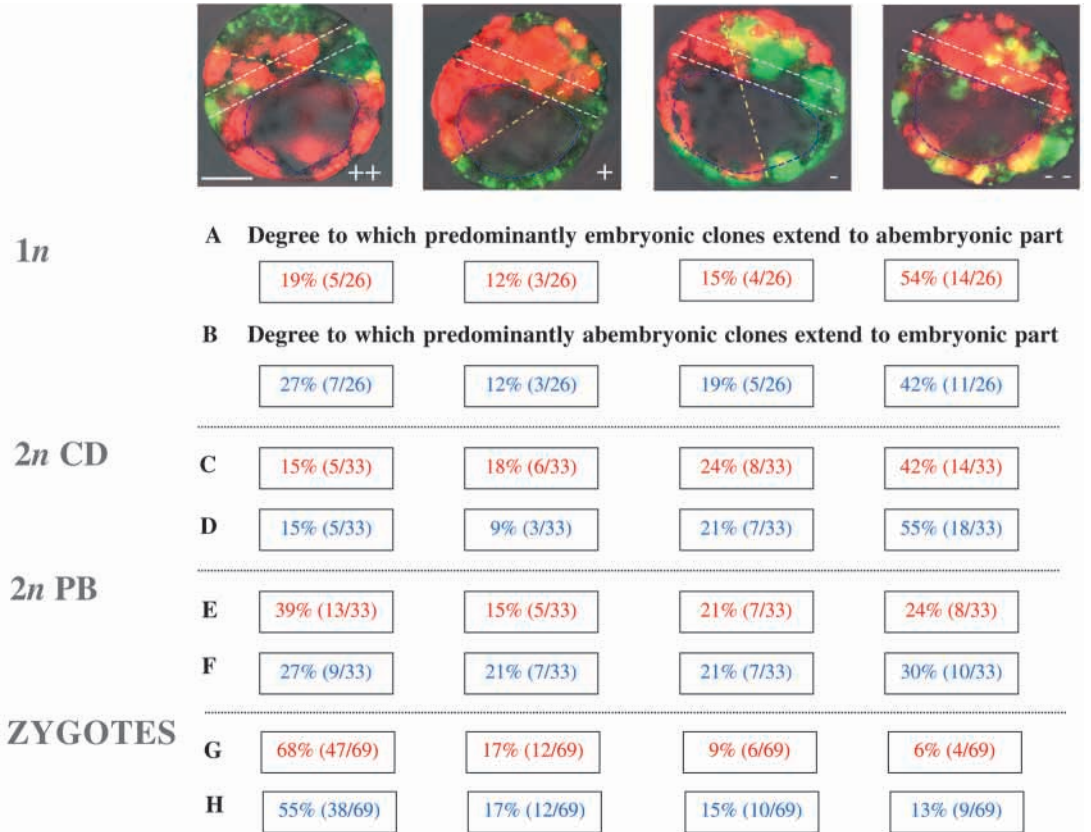 ++ + - - -
1n
A Degree to which predominantly embryonic clones extend to abembryonic part
19% (5/26) 12% (3/26) 15% (4/26) 54% (14/26)
B Degree to which predominantly abembryonic clones extend to embryonic part
27% (7/26) 12% (3/26) 19% (5/26) 42% (11/26)
2n CD
C 15% (5/33) 18% (6/33) 24% (8/33) 42% (14/33)
D 15% (5/33) 9% (3/33) 21% (7/33) 55% (18/33)
2n PB
E 39% (13/33) 15% (5/33) 21% (7/33) 24% (8/33)
F 27% (9/33) 21% (7/33) 21% (7/33) 30% (10/33)
ZYGOTES
G 68% (47/69) 17% (12/69) 9% (6/69) 6% (4/69)
H 55% (38/69) 17% (12/69) 15% (10/69) 13% (9/69)